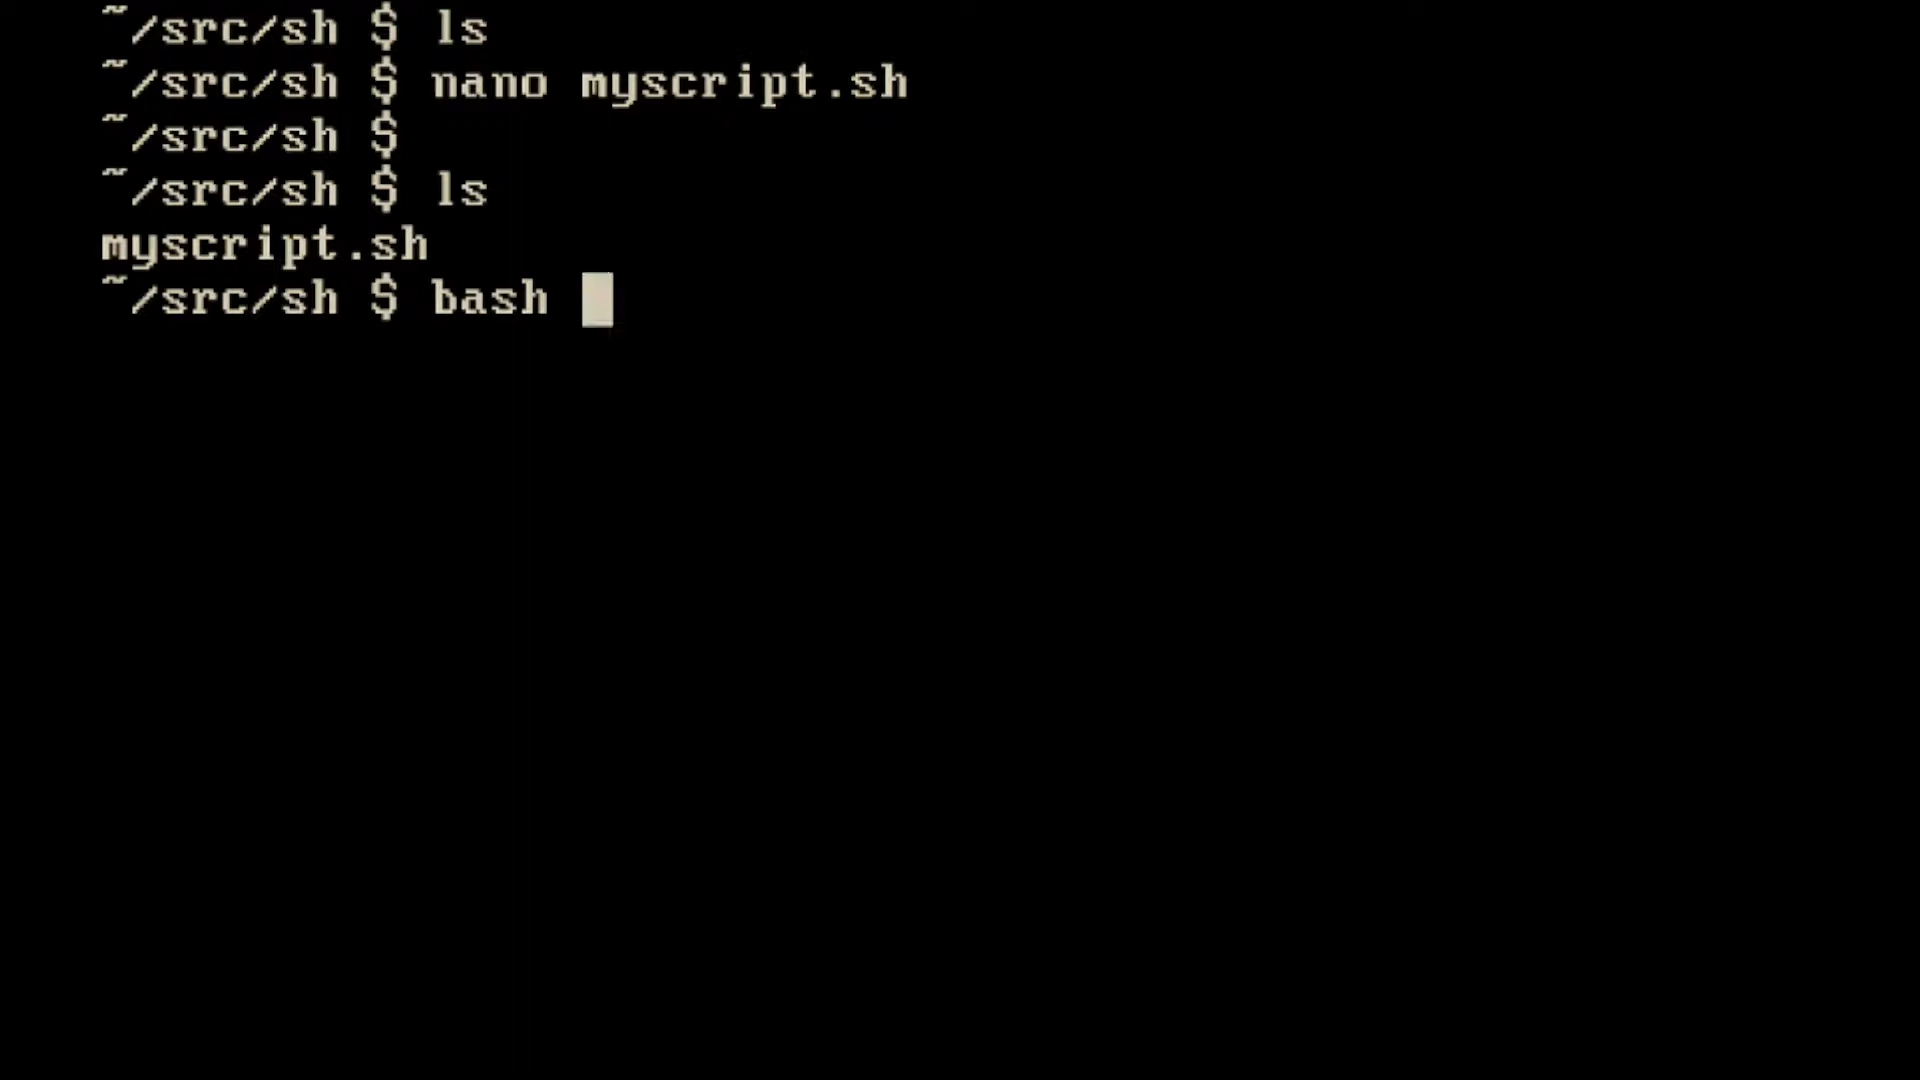 ~/src/sh $ ls
~/src/sh $ nano myscript.sh
~/src/sh $
~/src/sh $ ls
myscript.sh
~/src/sh $ bash